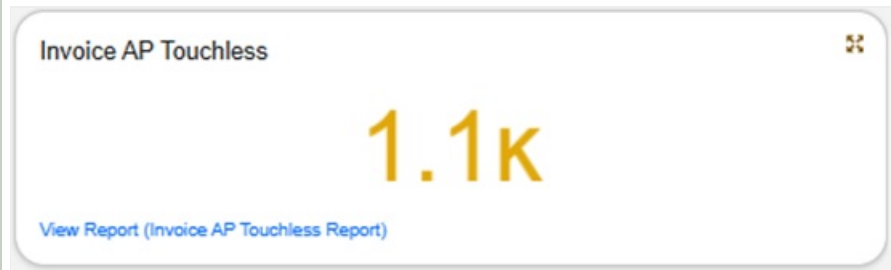 Invoice AP Touchless
1.1K
View Report (Invoice AP Touchless Report)